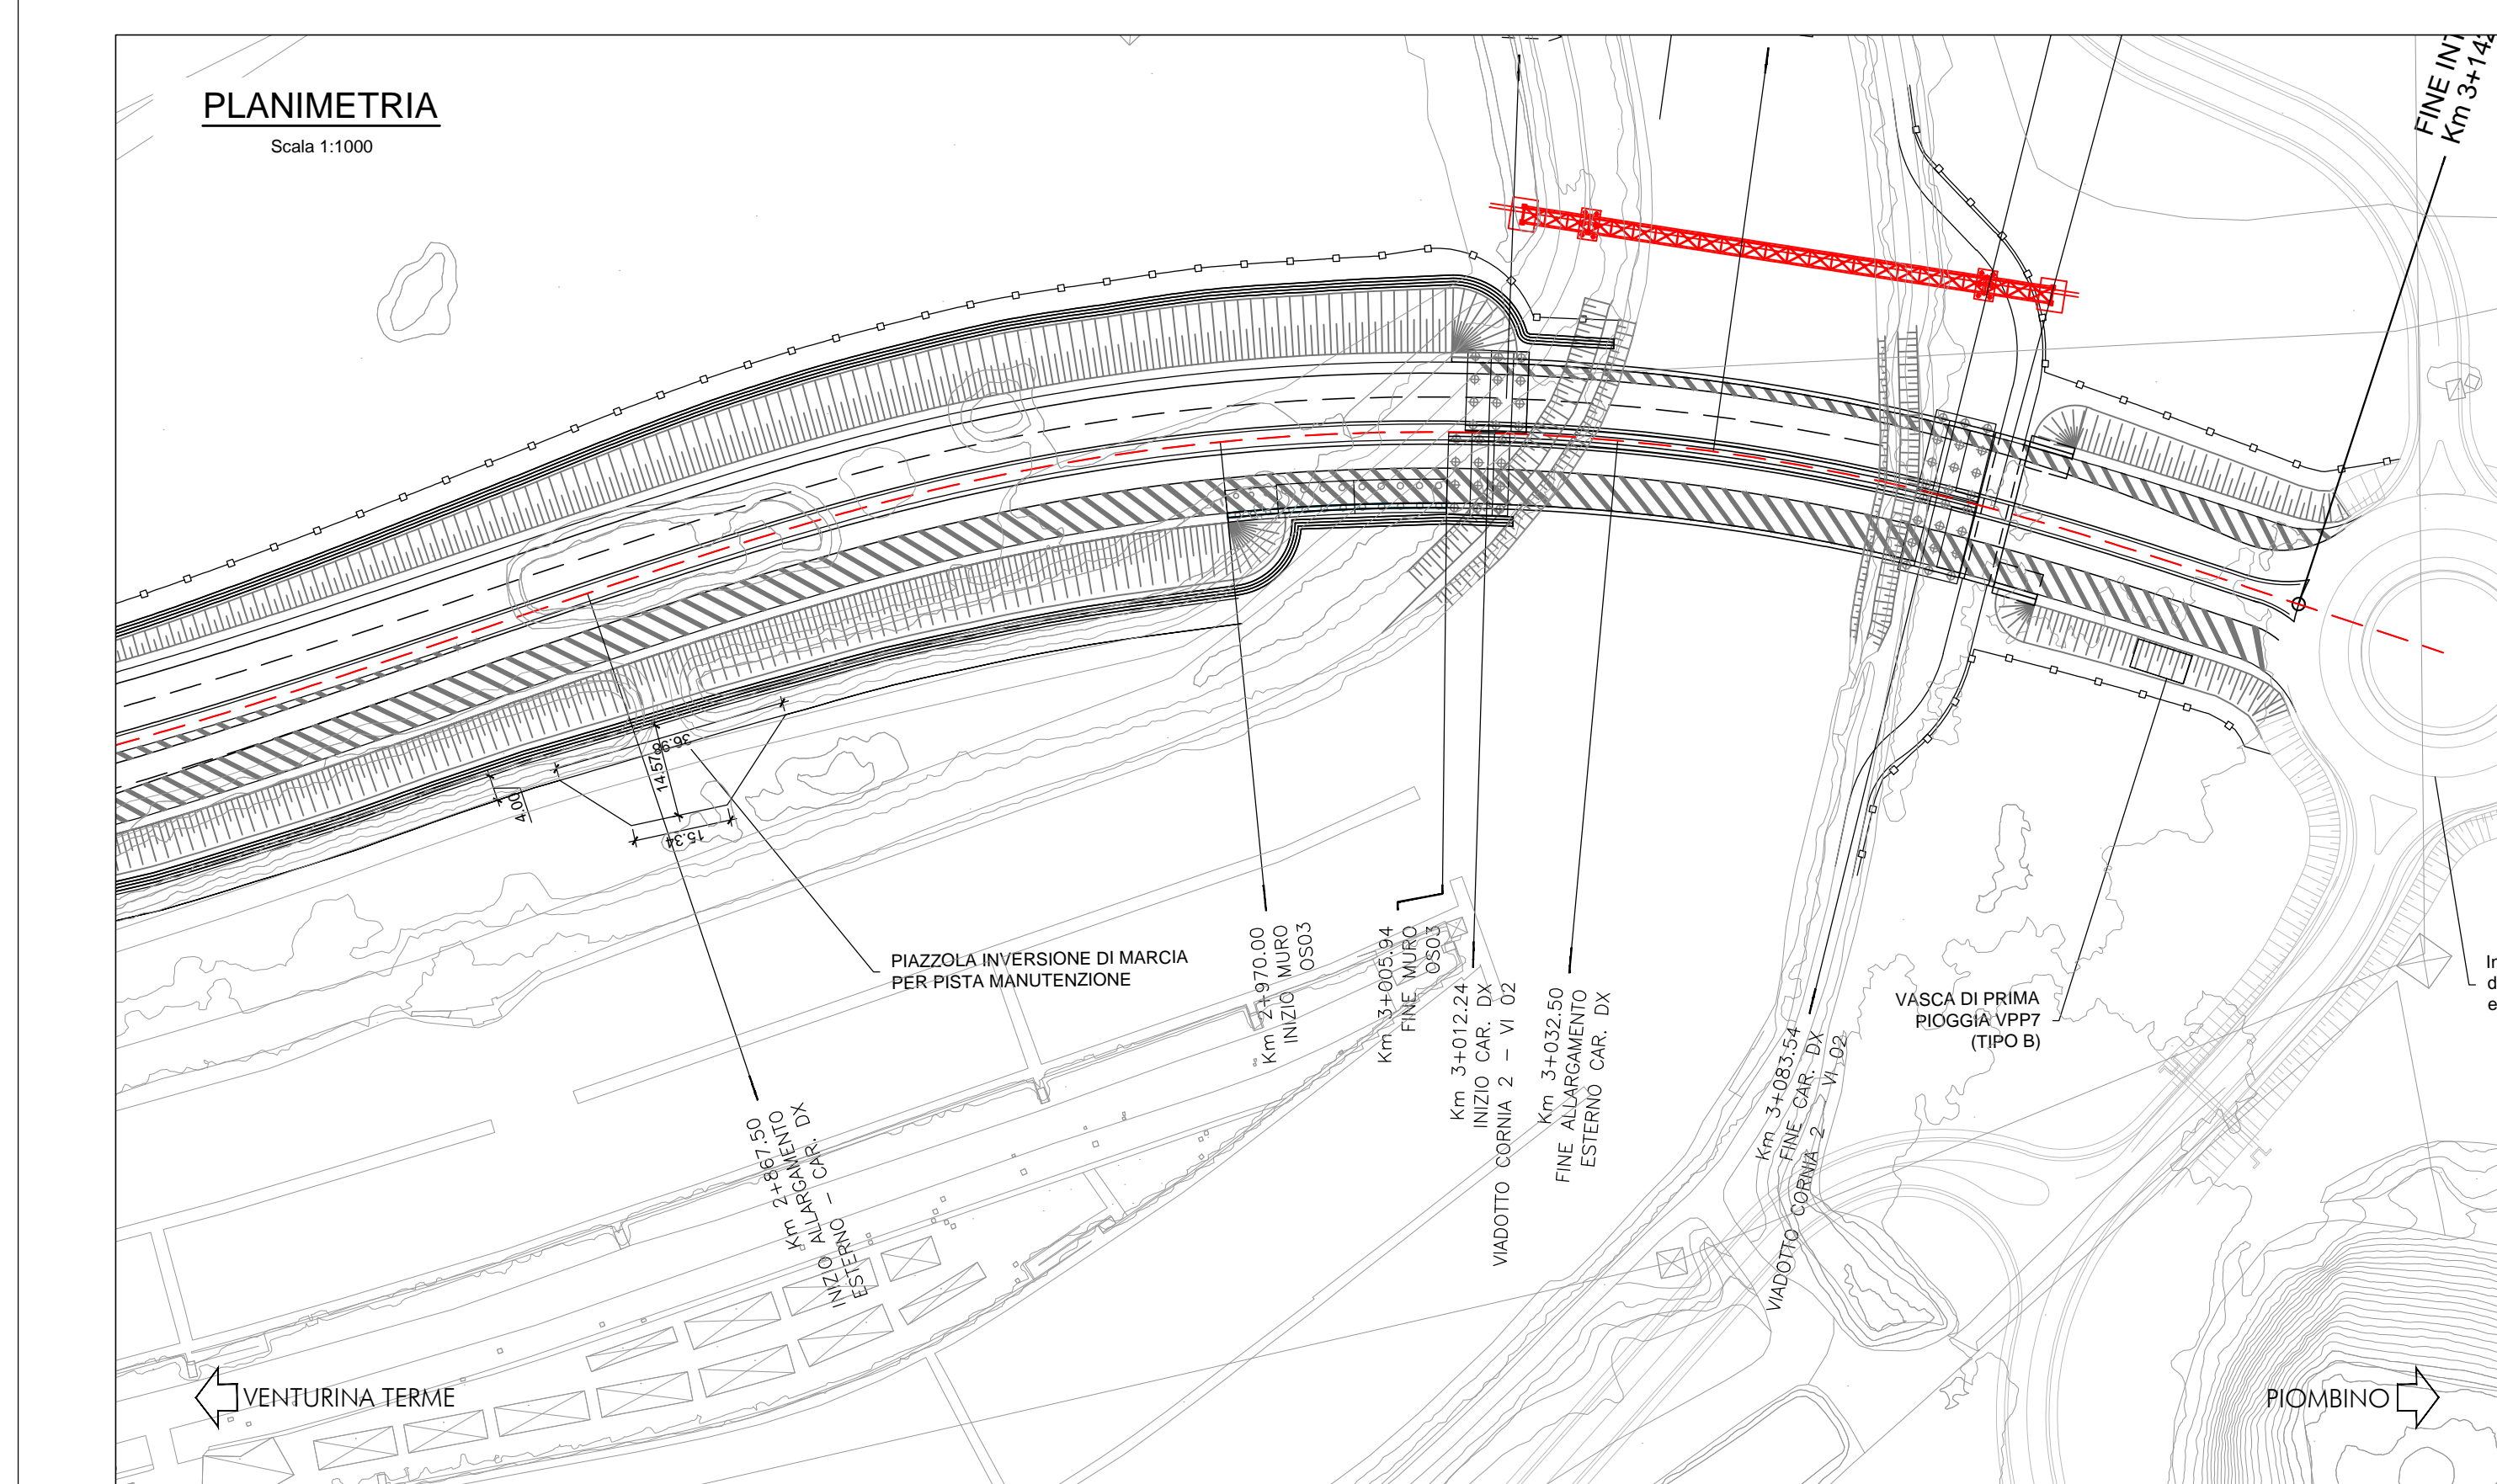 PLANIMETRIA
Scala 1:1000
FINE INT
Km 3+142
36.98
14.57
4.00
15.34
PIAZZOLA INVERSIONE DI MARCIA
PER PISTA MANUTENZIONE
Km 2+867.50
INIZIO ALLARGAMENTO
ESTERNO – CAR. DX
Km 2+970.00
INIZIO MURO
OS03
Km 3+005.94
FINE MURO
OS03
Km 3+012.24
INIZIO CAR. DX
VIADOTTO CORNIA 2 – VI 02
Km 3+032.50
FINE ALLARGAMENTO
ESTERNO CAR. DX
Km 3+083.54
FINE CAR. DX
VIADOTTO CORNIA 2 VI 02
VASCA DI PRIMA
PIOGGIA VPP7
(TIPO B)
In
d
e
VENTURINA TERME
PIOMBINO